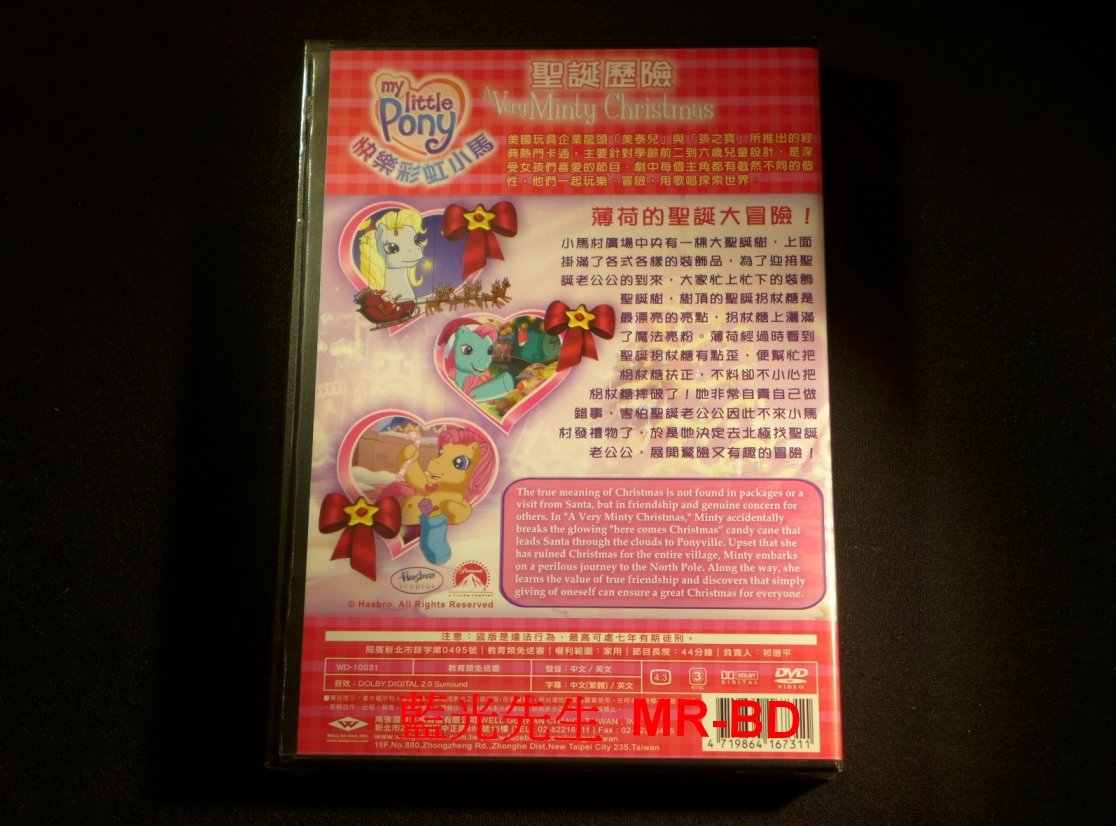 聖誕歷險
A Very Minty Christmas
my little Pony
快樂彩虹小馬
美國玩具企業龍頭「美泰兒」與「孩之寶」所推出的經
典熱門卡通，主要針對學齡前二到六歲兒童設計，是深
受女孩們喜愛的節目。劇中每個主角都有截然不同的個
性，他們一起玩樂、冒險，用歌唱探索世界。
薄荷的聖誕大冒險！
小馬村廣場中央有一棵大聖誕樹，上面
掛滿了各式各樣的裝飾品，為了迎接聖
誕老公公的到來，大家忙上忙下的裝飾
聖誕樹，樹頂的聖誕拐杖糖是
最漂亮的亮點，拐杖糖上灑滿
了魔法亮粉。薄荷經過時看到
聖誕拐杖糖有點歪，便幫忙把
枴杖糖扶正，不料卻不小心把
枴杖糖摔破了！她非常自責自己做
錯事，害怕聖誕老公公因此不來小馬
村發禮物了，於是她決定去北極找聖誕
老公公，展開驚險又有趣的冒險！
The true meaning of Christmas is not found in packages or a
visit from Santa, but in friendship and genuine concern for
others. In "A Very Minty Christmas," Minty accidentally
breaks the glowing "here comes Christmas" candy cane that
leads Santa through the clouds to Ponyville. Upset that she
has ruined Christmas for the entire village, Minty embarks
on a perilous journey to the North Pole. Along the way, she
learns the value of true friendship and discovers that simply
giving of oneself can ensure a great Christmas for everyone.
Hasbro STUDIOS
Paramount
© Hasbro. All Rights Reserved
注意：盜版是違法行為，最高可處七年有期徒刑。
局廣新北市錄字第0495號 | 教育類免送審 | 權利範圍：家用 | 節目長度：44分鐘 | 負責人：祁德平
WD-10031 教育類免送審 發音：中文 / 英文
音效：DOLBY DIGITAL 2.0 Surround 字幕：中文(繁體) / 英文
4:3 3 NTSC DOLBY DIGITAL DVD VIDEO
藍光先生 MR-BD
WELL GO USA, INC.
16F,No.880,Zhongzheng Rd.,Zhonghe Dist,New Taipei City 235,Taiwan
4 719864 167311